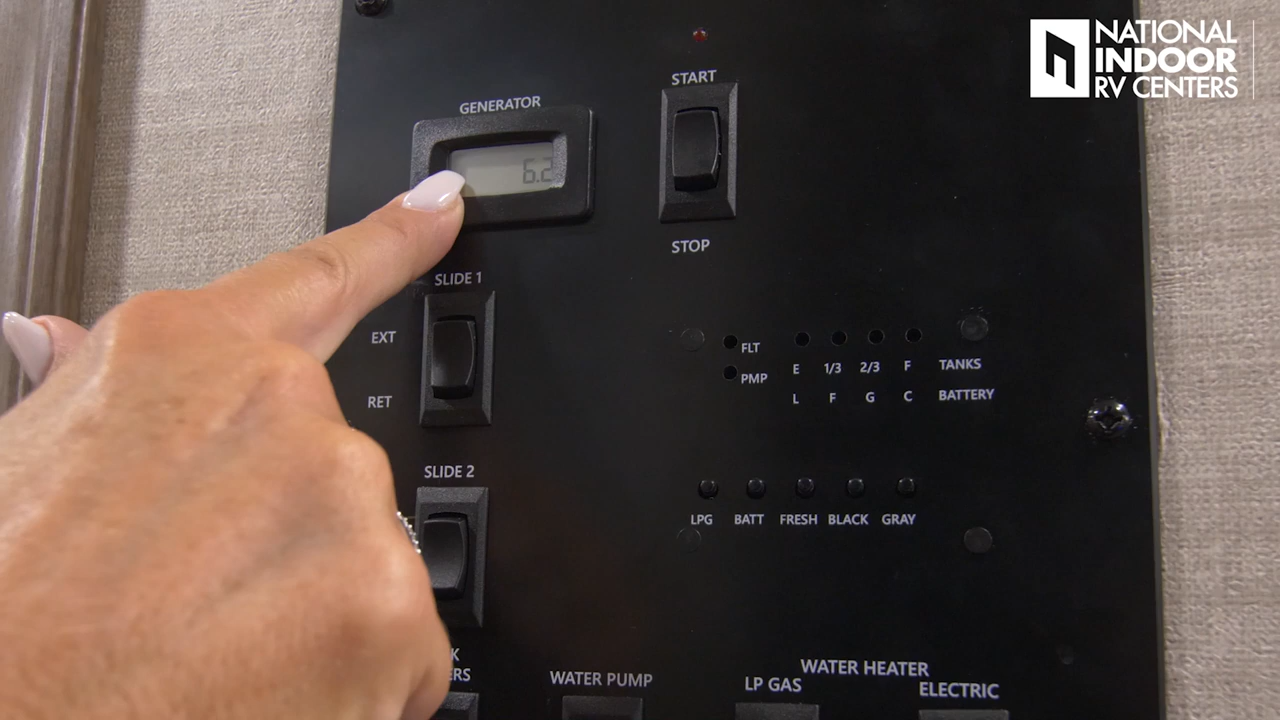 NATIONAL
INDOOR
RV CENTERS
START
GENERATOR
6.2
STOP
SLIDE 1
EXT
RET
FLT
PMP
E 1/3 2/3 F TANKS
L F G C BATTERY
SLIDE 2
LPG BATT FRESH BLACK GRAY
WATER PUMP
WATER HEATER
LP GAS
ELECTRIC